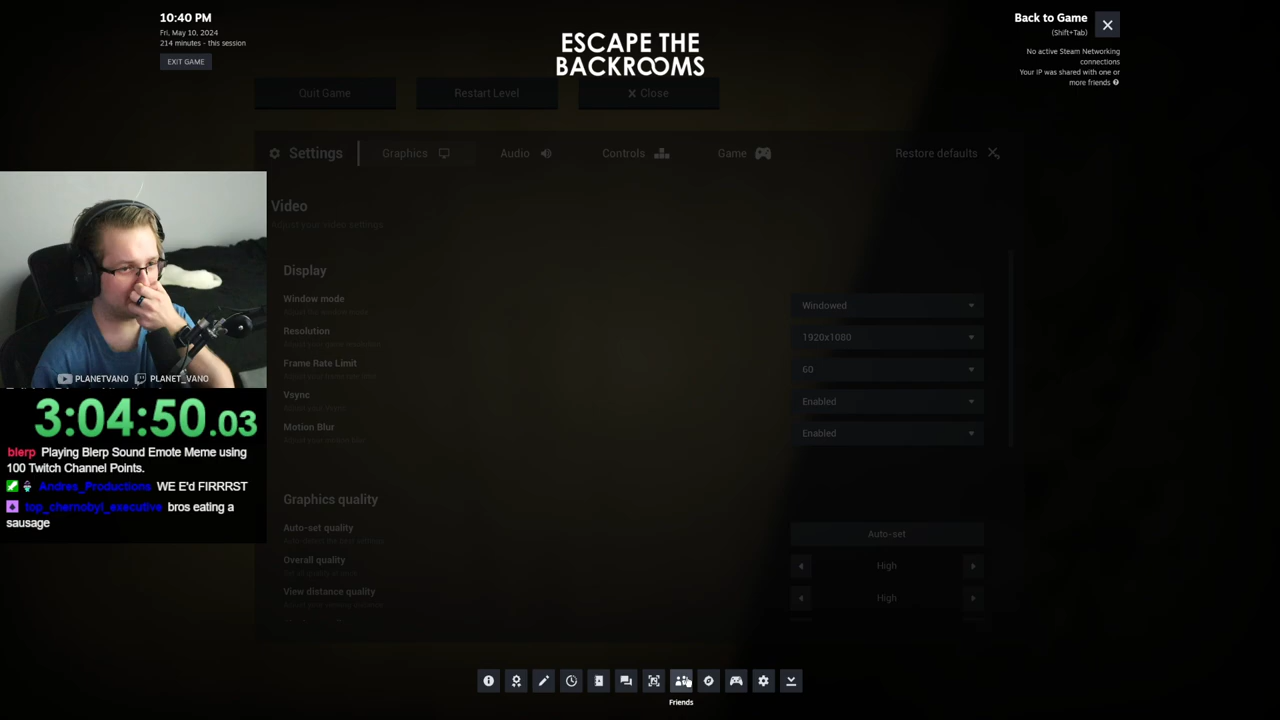 10:40 PM
Fri, May 10, 2024
214 minutes - this session
EXIT GAME
ESCAPE THE
BACKROOMS
Back to Game
(Shift+Tab)
No active Steam Networking
connections
Your IP was shared with one or
more friends
Quit Game
Restart Level
Close
Settings
Graphics
Audio
Controls
Game
Restore defaults
Video
Adjust your video settings.
Display
Window mode
Windowed
Resolution
1920x1080
Frame Rate Limit
60
Vsync
Enabled
Motion Blur
Enabled
Graphics quality
Auto-set quality
Auto-set
Overall quality
High
View distance quality
High
PLANETVANO
PLANET_VANO
3:04:50.03
blerp Playing Blerp Sound Emote Meme using
100 Twitch Channel Points.
Andres_Productions WE E'd FIRRRST
top_chernobyl_executive bros eating a
sausage
Friends